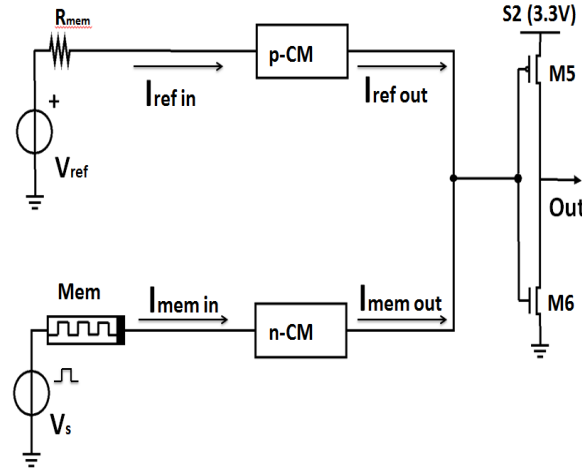 S2 (3.3V)
Rmem
p-CM
M5
Iref in
Iref out
+
Vref
Out
Mem
Imem in
Imem out
n-CM
M6
Vs